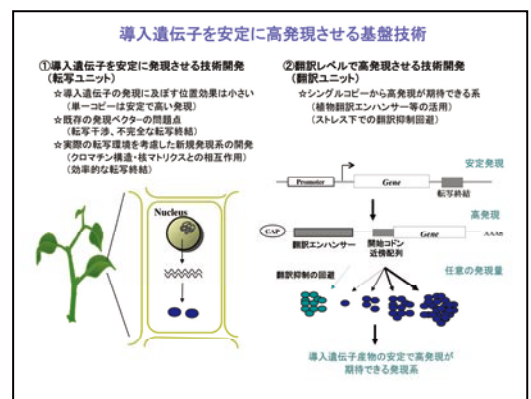 導入遺伝子を安定に高発現させる基盤技術
①導入遺伝子を安定に発現させる技術開発
(転写ユニット)
☆導入遺伝子の発現に及ぼす位置効果は小さい
(単一コピーは安定で高い発現)
☆既存の発現ベクターの問題点
(転写干渉、不完全な転写終結)
☆実際の転写環境を考慮した新規発現系の開発
(クロマチン構造・核マトリクスとの相互作用)
(効率的な転写終結)
Nucleus
②翻訳レベルで高発現させる技術開発
(翻訳ユニット)
☆シングルコピーから高発現が期待できる系
(植物翻訳エンハンサー等の活用)
(ストレス下での翻訳抑制回避)
安定発現
Promoter
Gene
転写終結
高発現
CAP
Gene
AAAn
翻訳エンハンサー
開始コドン
近傍配列
翻訳抑制の回避
任意の発現量
導入遺伝子産物の安定で高発現が
期待できる発現系